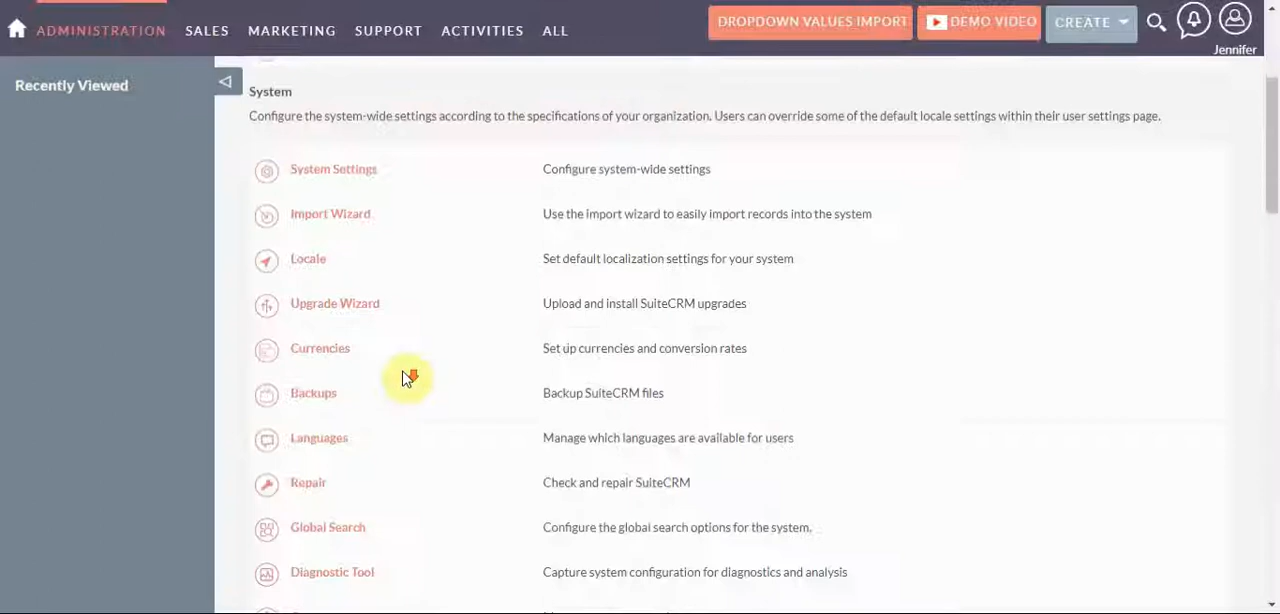 ADMINISTRATION SALES MARKETING SUPPORT ACTIVITIES ALL DROPDOWN VALUES IMPORT DEMO VIDEO CREATE
Jennifer
Recently Viewed
System
Configure the system-wide settings according to the specifications of your organization. Users can override some of the default locale settings within their user settings page.
System Settings Configure system-wide settings
Import Wizard Use the import wizard to easily import records into the system
Locale Set default localization settings for your system
Upgrade Wizard Upload and install SuiteCRM upgrades
Currencies Set up currencies and conversion rates
Backups Backup SuiteCRM files
Languages Manage which languages are available for users
Repair Check and repair SuiteCRM
Global Search Configure the global search options for the system.
Diagnostic Tool Capture system configuration for diagnostics and analysis